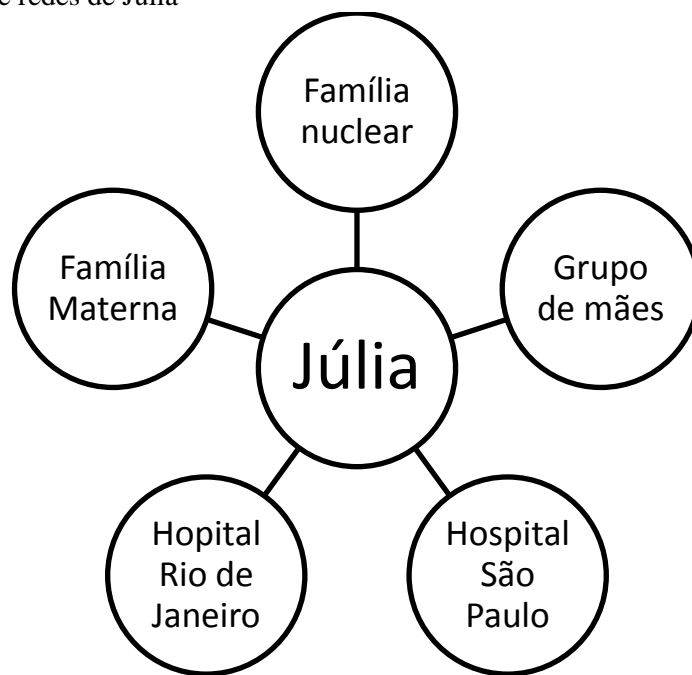 e redes de Júlia
Família
nuclear
Família
Materna
Grupo
de mães
Júlia
Hopital
Rio de
Janeiro
Hospital
São
Paulo